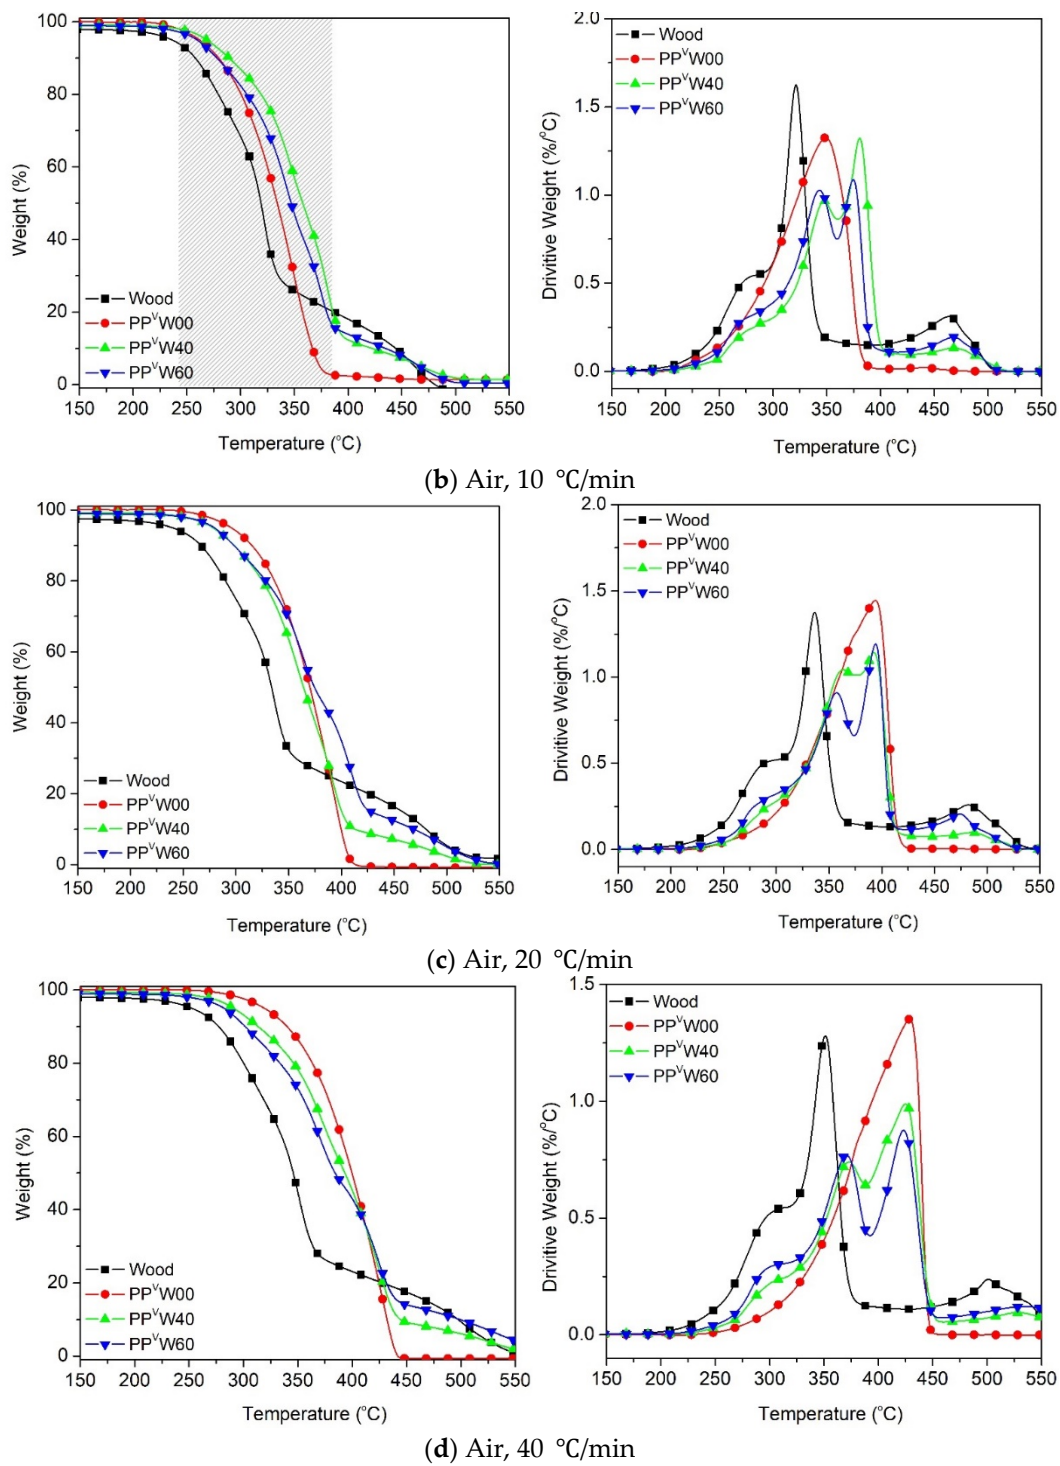 100
80
60
40
20
0
Weight (%)
Wood
PPᵛW00
PPᵛW40
PPᵛW60
150 200 250 300 350 400 450 500 550
Temperature (°C)
2.0
1.5
1.0
0.5
0.0
Drivitive Weight (%/°C)
Wood
PPᵛW00
PPᵛW40
PPᵛW60
150 200 250 300 350 400 450 500 550
Temperature (°C)
(b) Air, 10 °C/min
100
80
60
40
20
0
Weight (%)
Wood
PPᵛW00
PPᵛW40
PPᵛW60
150 200 250 300 350 400 450 500 550
Temperature (°C)
2.0
1.5
1.0
0.5
0.0
Drivitive Weight (%/°C)
Wood
PPᵛW00
PPᵛW40
PPᵛW60
150 200 250 300 350 400 450 500 550
Temperature (°C)
(c) Air, 20 °C/min
100
80
60
40
20
0
Weight (%)
Wood
PPᵛW00
PPᵛW40
PPᵛW60
150 200 250 300 350 400 450 500 550
Temperature (°C)
1.5
1.0
0.5
0.0
Drivitive Weight (%/°C)
Wood
PPᵛW00
PPᵛW40
PPᵛW60
150 200 250 300 350 400 450 500 550
Temperature (°C)
(d) Air, 40 °C/min